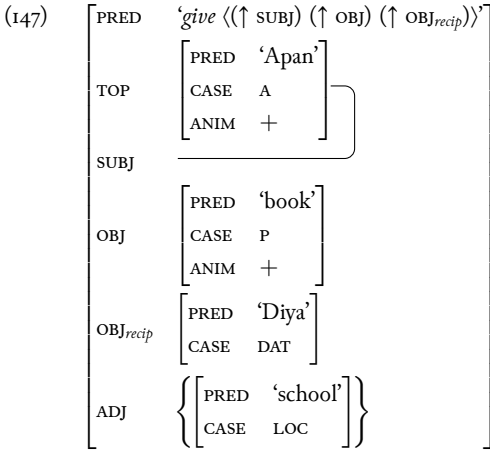 (147) PRED ‘give ⟨(↑ SUBJ) (↑ OBJ) (↑ OBJrecip)⟩’
PRED ‘Apan’
TOP CASE A
ANIM +
SUBJ
PRED ‘book’
OBJ CASE P
ANIM +
OBJrecip PRED ‘Diya’
CASE DAT
ADJ PRED ‘school’
CASE LOC